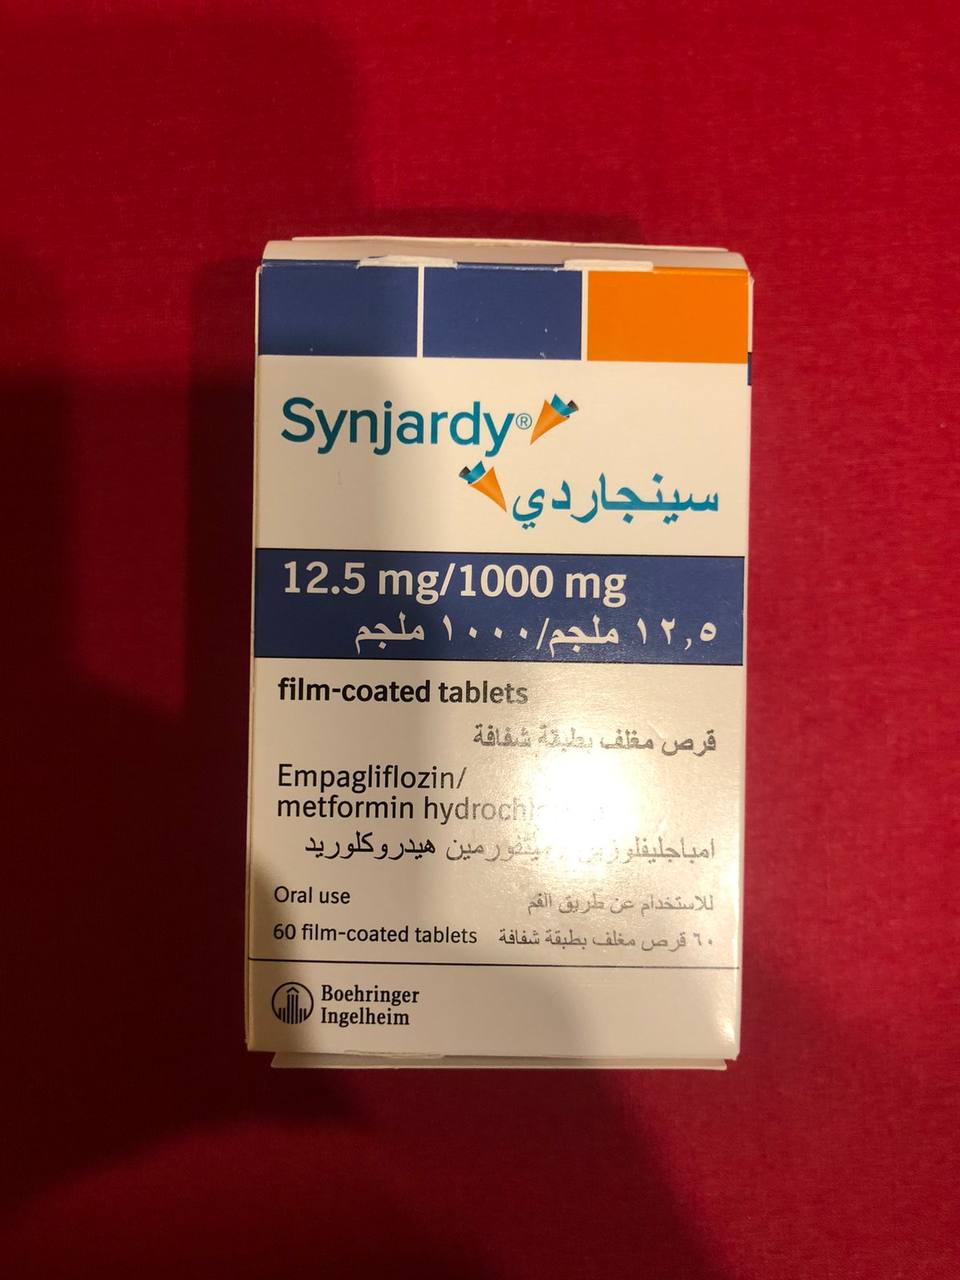 Synjardy®
سينجاردي
12.5 mg/1000 mg
١٢,٥ ملجم/١٠٠٠ ملجم
film-coated tablets
قرص مغلف بطبقة شفافة
Empagliflozin/
metformin
امباجليفلوزين ميتفورمين هيدروكلوريد
Oral use
للاستخدام عن طريق الفم
60 film-coated tablets
٦٠ قرص مغلف بطبقة شفافة
Boehringer
Ingelheim